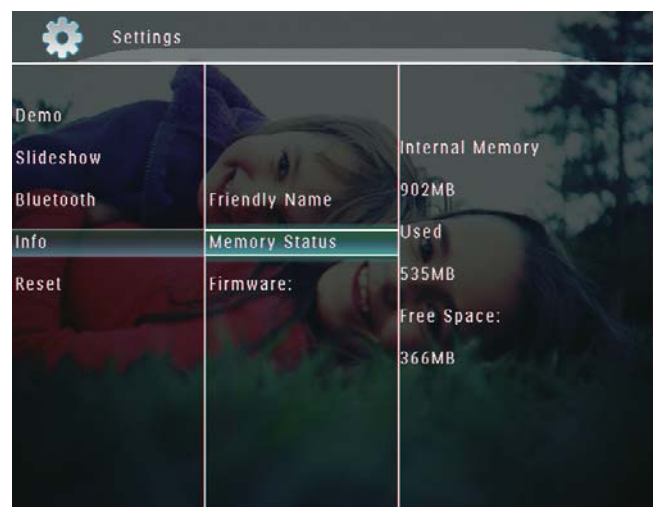 Settings
Demo
Slideshow
Bluetooth
Info
Reset
Friendly Name
Memory Status
Firmware:
Internal Memory
902MB
Used
535MB
Free Space:
366MB